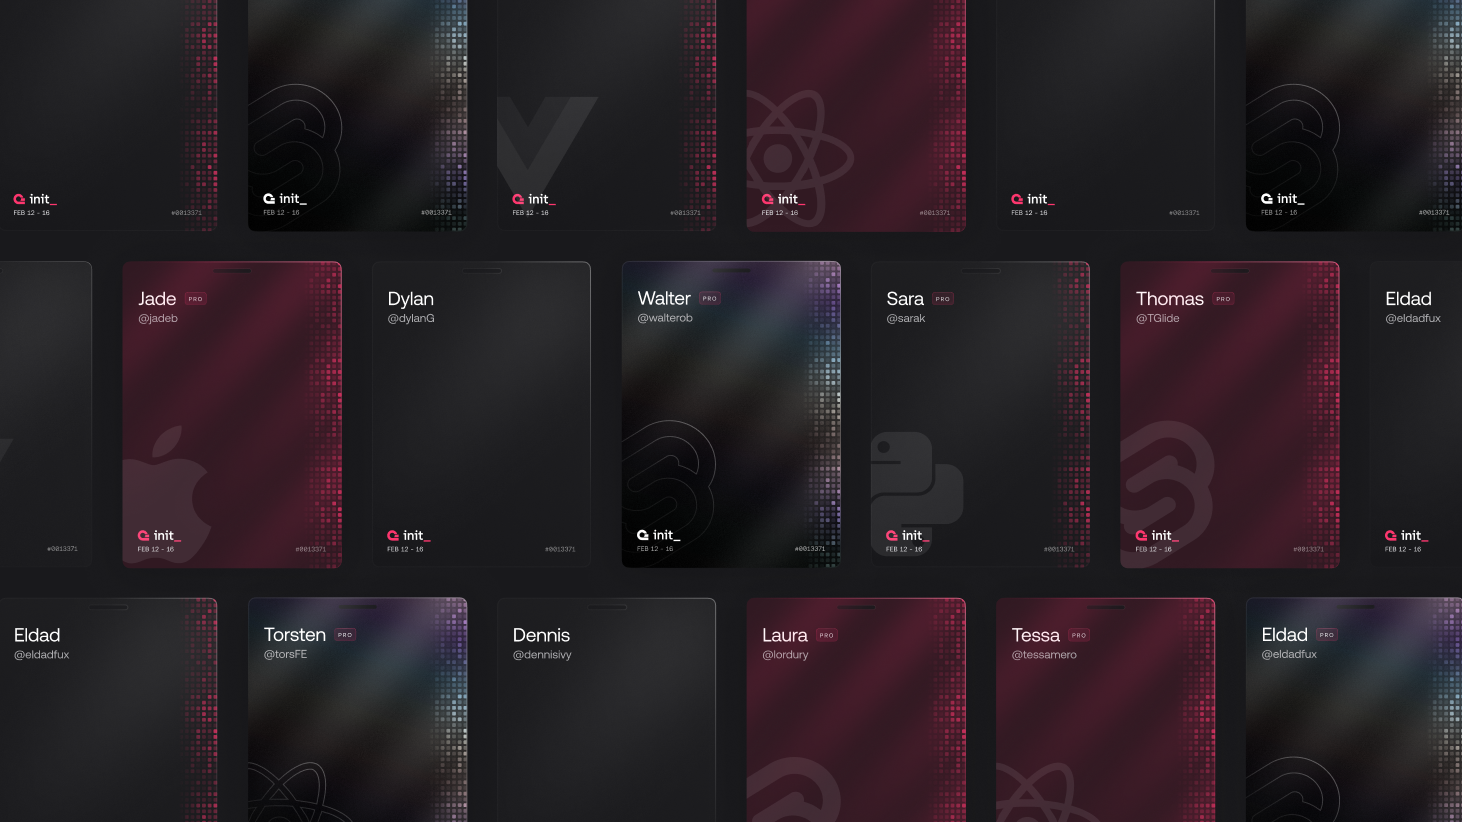 init_
FEB 12 - 16
#0013371
init_
FEB 12 - 16
#0013371
init_
FEB 12 - 16
#0013371
init_
FEB 12 - 16
#0013371
init_
FEB 12 - 16
#0013371
init_
FEB 12 - 16
#0013371
#0013371
Jade PRO
@jadeb
init_
FEB 12 - 16
#0013371
Dylan
@dylanG
init_
FEB 12 - 16
#0013371
Walter PRO
@walterob
init_
FEB 12 - 16
#0013371
Sara PRO
@sarak
init_
FEB 12 - 16
#0013371
Thomas PRO
@TGlide
init_
FEB 12 - 16
#0013371
Eldad
@eldadfux
init_
FEB 12 - 16
Eldad
@eldadfux
Torsten PRO
@torsFE
Dennis
@dennisivy
Laura PRO
@lordury
Tessa PRO
@tessamero
Eldad PRO
@eldadfux